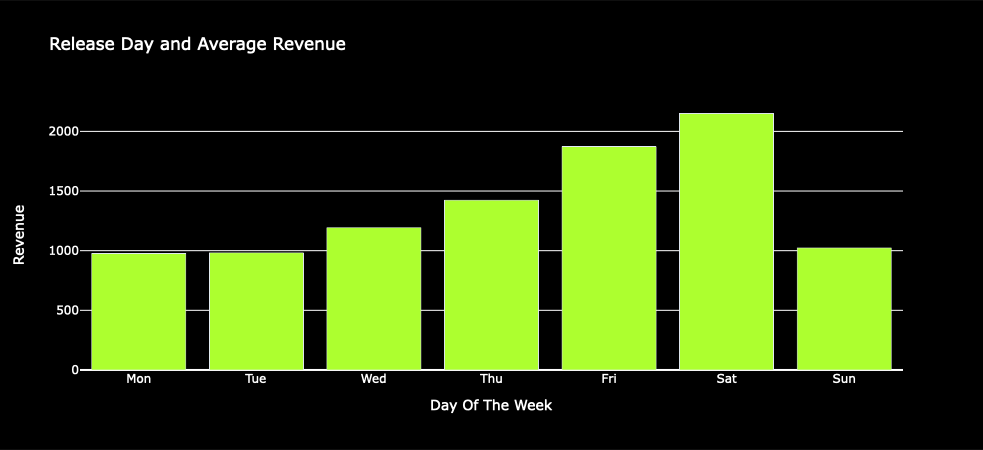 Release Day and Average Revenue
2000
1500
1000
500
0
Revenue
Mon Tue Wed Thu Fri Sat Sun
Day Of The Week